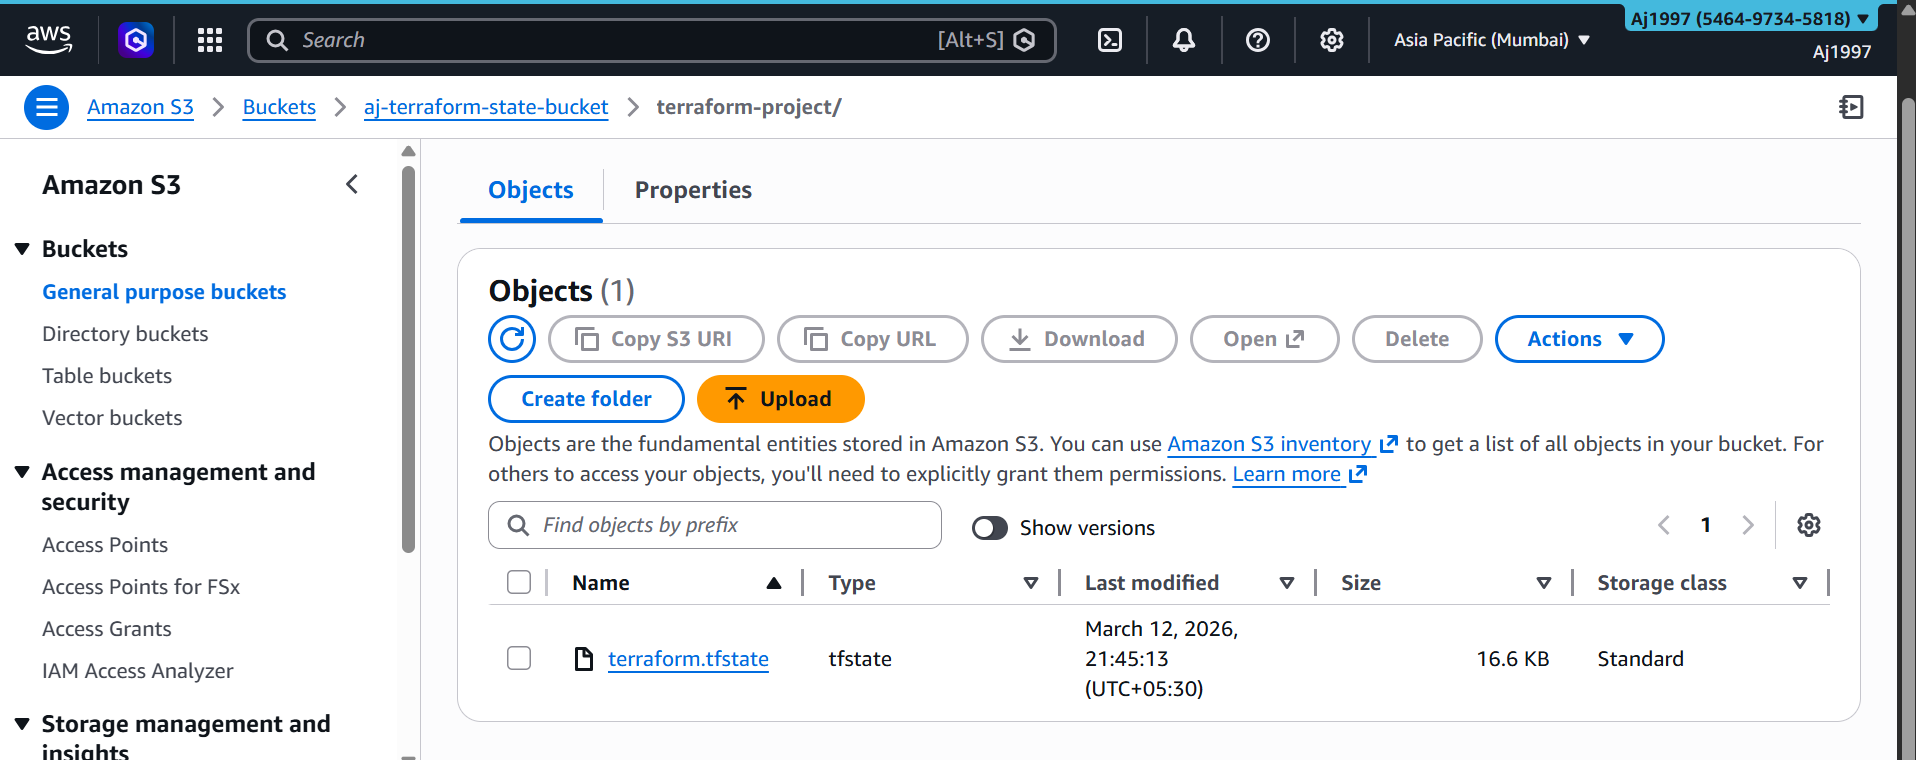 aws
Search
[Alt+S]
Asia Pacific (Mumbai)
Aj1997 (5464-9734-5818)
Aj1997
Amazon S3
Buckets
aj-terraform-state-bucket
terraform-project/
Amazon S3
Buckets
General purpose buckets
Directory buckets
Table buckets
Vector buckets
Access management and
security
Access Points
Access Points for FSx
Access Grants
IAM Access Analyzer
Storage management and
insights
Objects
Properties
Objects (1)
Copy S3 URI
Copy URL
Download
Open
Delete
Actions
Create folder
Upload
Objects are the fundamental entities stored in Amazon S3. You can use Amazon S3 inventory to get a list of all objects in your bucket. For
others to access your objects, you'll need to explicitly grant them permissions. Learn more
Find objects by prefix
Show versions
1
Name
Type
Last modified
Size
Storage class
terraform.tfstate
tfstate
March 12, 2026,
21:45:13
(UTC+05:30)
16.6 KB
Standard